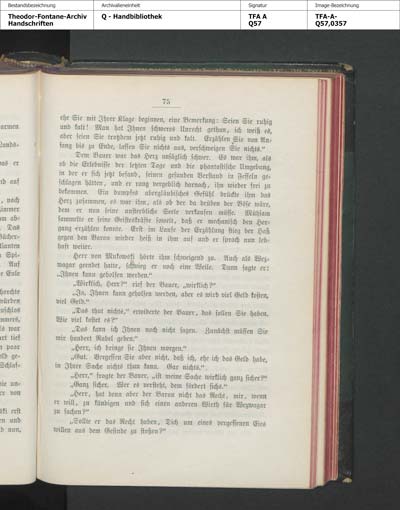 Bestandsbezeichnung
Archivalieneinheit
Signatur
Image-Bezeichnung
Theodor-Fontane-Archiv
Handschriften
Q - Handbibliothek
TFA A
Q57
TFA-A-
Q57,0357
75
ehe Sie mit Ihrer Klage beginnen, eine Bemerkung: Seien Sie ruhig
und kalt! Man hat Ihnen schweres Unrecht gethan, ich weiß es,
aber seien Sie trotzdem jetzt ruhig und kalt. Erzählen Sie von An-
fang bis zu Ende, lassen Sie nichts aus, verschweigen Sie nichts."
Dem Bauer war das Herz unsäglich schwer. Es war ihm, als
ob die Erlebnisse der letzten Tage und die phantastische Umgebung,
in der er sich jetzt befand, seinen gesunden Verstand in Fesseln ge-
schlagen hätten, und er rang vergeblich darnach, ihn wieder frei zu
bekommen. Ein dumpfes abergläubisches Gefühl drückte ihm das
Herz zusammen, es war ihm, als ob der da drüben der Böse wäre,
dem er nun seine unsterbliche Seele verkaufen müsse. Mühsam
sammelte er seine Geisteskräfte soweit, daß er mechanisch den Her-
gang erzählen konnte. Erst im Laufe der Erzählung stieg der Haß
gegen den Baron wieder heiß in ihm auf und er sprach nun leb-
haft weiter.
Herr von Mukowski hörte ihm schweigend zu. Auch als Wez-
wagar geendet hatte, schwieg er noch eine Weile. Dann sagte er:
„Ihnen kann geholfen werden."
„Wirklich, Herr?" rief der Bauer, „wirklich?"
„Ja, Ihnen kann geholfen werden, aber es wird viel Geld kosten,
viel Geld."
„Das thut nichts," erwiderte der Bauer, das sollen Sie haben.
Wie viel kostet es?"
„Das kann ich Ihnen noch nicht sagen. Zunächst müssen Sie
mir hundert Rubel geben."
„Herr, ich bringe sie Ihnen morgen."
„Gut. Vergessen Sie aber nicht, daß ich, ehe ich das Geld habe,
in Ihrer Sache nichts thun kann. Gar nichts."
„Herr," fragte der Bauer, „ist meine Sache wirklich ganz sicher?"
„Ganz sicher. Wer es versteht, dem fördert sichs."
„Herr, hat denn aber der Baron nicht das Recht, mir, wenn
er will, zu kündigen und sich einen anderen Wirth für Wezwagar
zu suchen?"
„Sollte er das Recht haben, Dich um eines vergessenen Eies
willen aus dem Gesinde zu stoßen?"